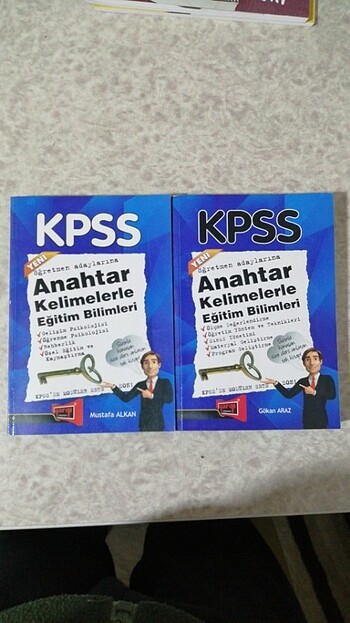 KPSS
YENİ
Öğretmen adaylarına
Anahtar
Kelimelerle
Eğitim Bilimleri
Gelişim Psikolojisi
Öğrenme Psikolojisi
Rehberlik
Özel Eğitim ve
Kaynaştırma
Mustafa ALKAN
KPSS
YENİ
Öğretmen adaylarına
Anahtar
Kelimelerle
Eğitim Bilimleri
Ölçme Değerlendirme
Öğretim Yöntem ve Teknikleri
Sınıf Yönetimi
Materyal Geliştirme
Program Geliştirme
Gökan ARAZ